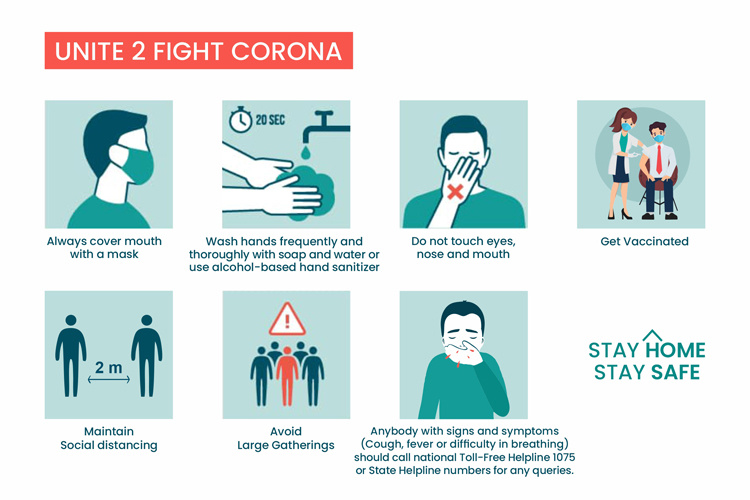 UNITE 2 FIGHT CORONA
20 SEC
Always cover mouth
with a mask
Wash hands frequently and
thoroughly with soap and water or
use alcohol-based hand sanitizer
Do not touch eyes,
nose and mouth
Get Vaccinated
2 m
Maintain
Social distancing
!
Avoid
Large Gatherings
Anybody with signs and symptoms
(Cough, fever or difficulty in breathing)
should call national Toll-Free Helpline 1075
or State Helpline numbers for any queries.
STAY HOME
STAY SAFE